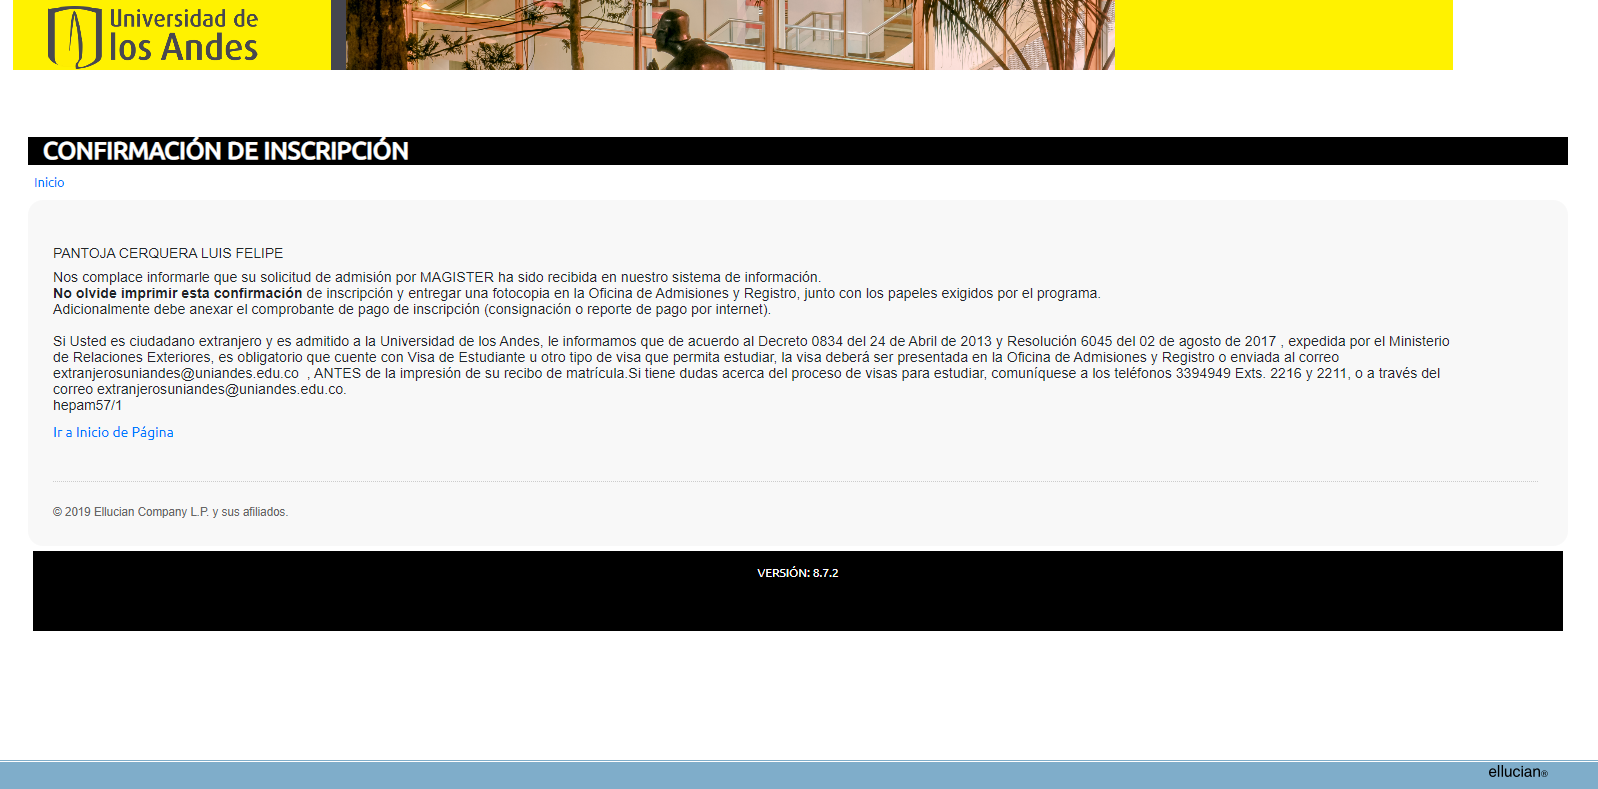 Universidad de
los Andes
CONFIRMACIÓN DE INSCRIPCIÓN
Inicio
PANTOJA CERQUERA LUIS FELIPE
Nos complace informarle que su solicitud de admisión por MAGISTER ha sido recibida en nuestro sistema de información.
No olvide imprimir esta confirmación de inscripción y entregar una fotocopia en la Oficina de Admisiones y Registro, junto con los papeles exigidos por el programa.
Adicionalmente debe anexar el comprobante de pago de inscripción (consignación o reporte de pago por internet).
Si Usted es ciudadano extranjero y es admitido a la Universidad de los Andes, le informamos que de acuerdo al Decreto 0834 del 24 de Abril de 2013 y Resolución 6045 del 02 de agosto de 2017 , expedida por el Ministerio
de Relaciones Exteriores, es obligatorio que cuente con Visa de Estudiante u otro tipo de visa que permita estudiar, la visa deberá ser presentada en la Oficina de Admisiones y Registro o enviada al correo
extranjerosuniandes@uniandes.edu.co  , ANTES de la impresión de su recibo de matrícula.Si tiene dudas acerca del proceso de visas para estudiar, comuníquese a los teléfonos 3394949 Exts. 2216 y 2211, o a través del
correo extranjerosuniandes@uniandes.edu.co.
hepam57/1
Ir a Inicio de Página
© 2019 Ellucian Company L.P. y sus afiliados.
VERSIÓN: 8.7.2
ellucian®